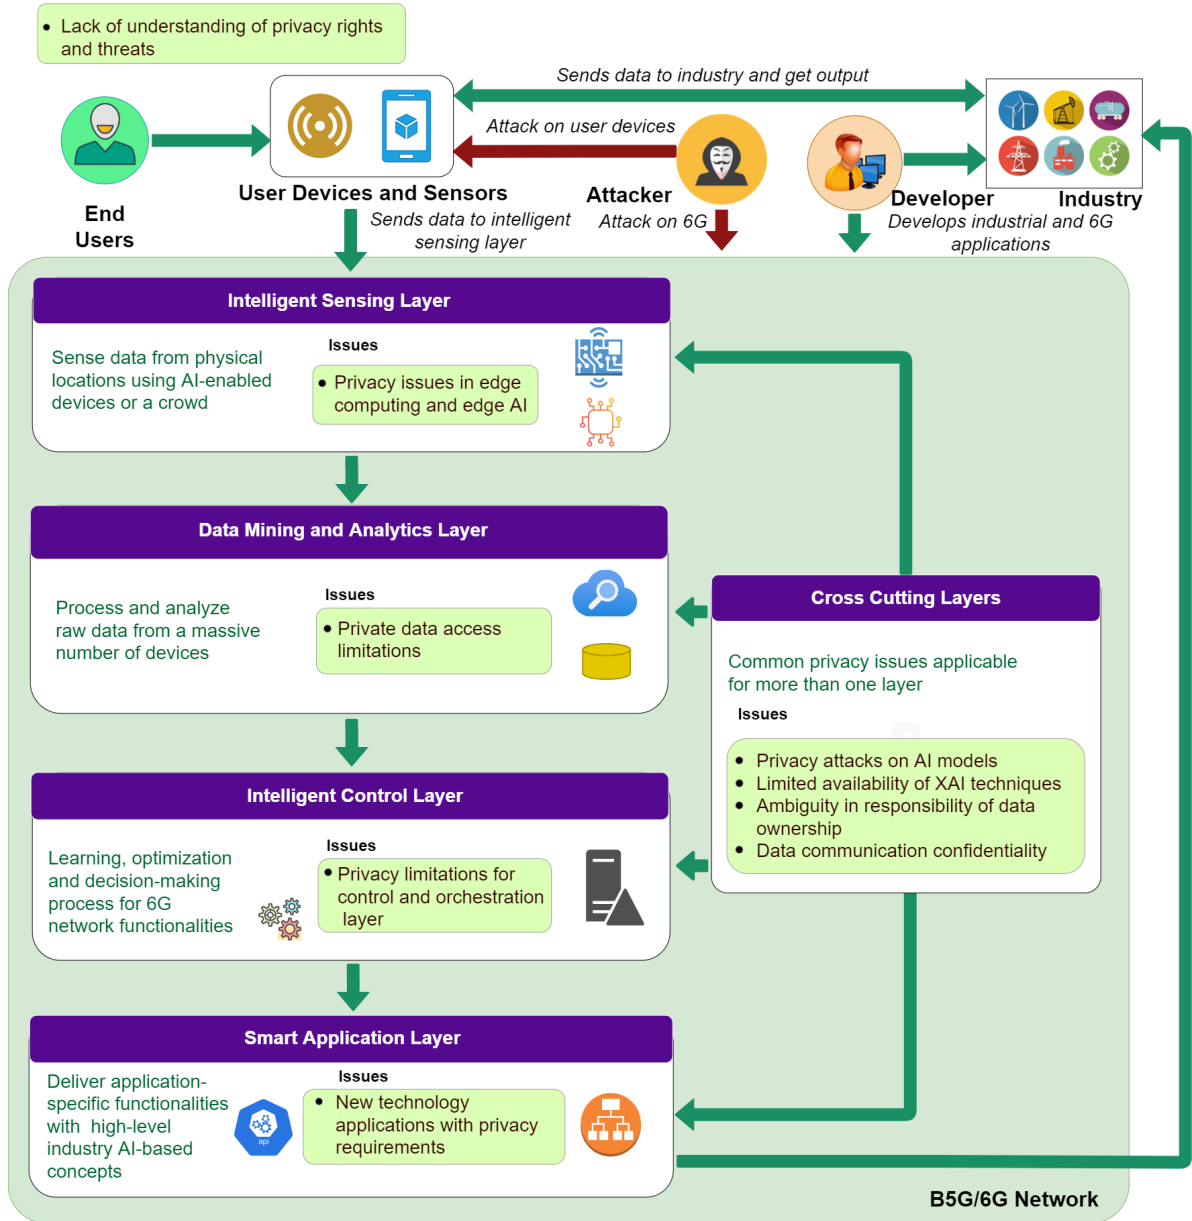 • Lack of understanding of privacy rights
and threats
Sends data to industry and get output
Attack on user devices
User Devices and Sensors
Attacker
Developer
Industry
End
Users
Sends data to intelligent
sensing layer
Attack on 6G
Develops industrial and 6G
applications
Intelligent Sensing Layer
Sense data from physical
locations using AI-enabled
devices or a crowd
Issues
• Privacy issues in edge
computing and edge AI
Data Mining and Analytics Layer
Process and analyze
raw data from a massive
number of devices
Issues
• Private data access
limitations
Cross Cutting Layers
Common privacy issues applicable
for more than one layer
Issues
• Privacy attacks on AI models
• Limited availability of XAI techniques
• Ambiguity in responsibility of data
ownership
• Data communication confidentiality
Intelligent Control Layer
Learning, optimization
and decision-making
process for 6G
network functionalities
Issues
• Privacy limitations for
control and orchestration
layer
Smart Application Layer
Deliver application-
specific functionalities
with high-level
industry AI-based
concepts
api
Issues
• New technology
applications with privacy
requirements
B5G/6G Network